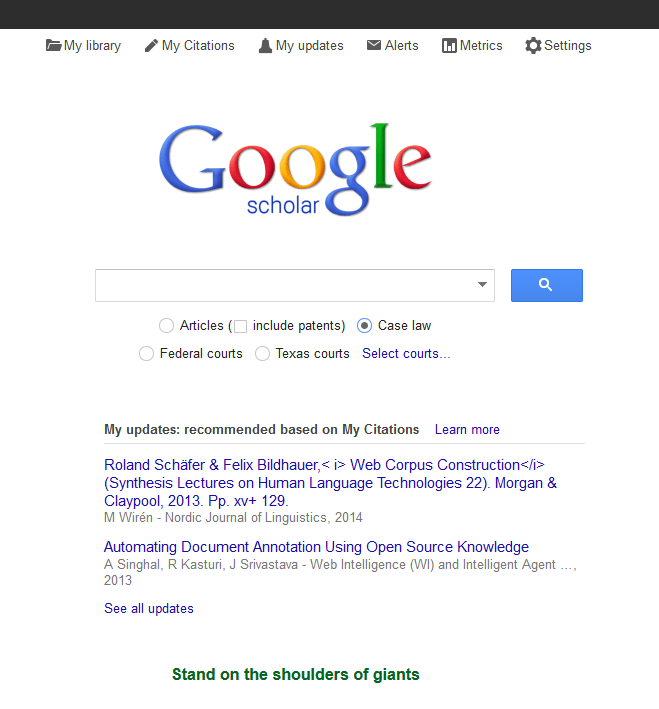 My library My Citations My updates Alerts Metrics Settings
Google
scholar
Articles ( include patents) Case law
Federal courts Texas courts Select courts...
My updates: recommended based on My Citations Learn more
Roland Schäfer & Felix Bildhauer,< i> Web Corpus Construction</i>
(Synthesis Lectures on Human Language Technologies 22). Morgan &
Claypool, 2013. Pp. xv+ 129.
M Wirén - Nordic Journal of Linguistics, 2014
Automating Document Annotation Using Open Source Knowledge
A Singhal, R Kasturi, J Srivastava - Web Intelligence (WI) and Intelligent Agent …,
2013
See all updates
Stand on the shoulders of giants